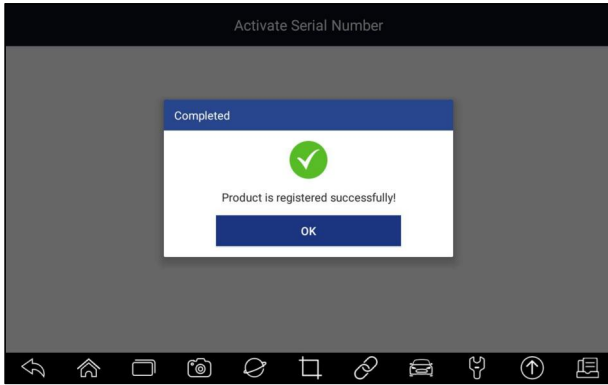 Activate Serial Number
Completed
Product is registered successfully!
OK